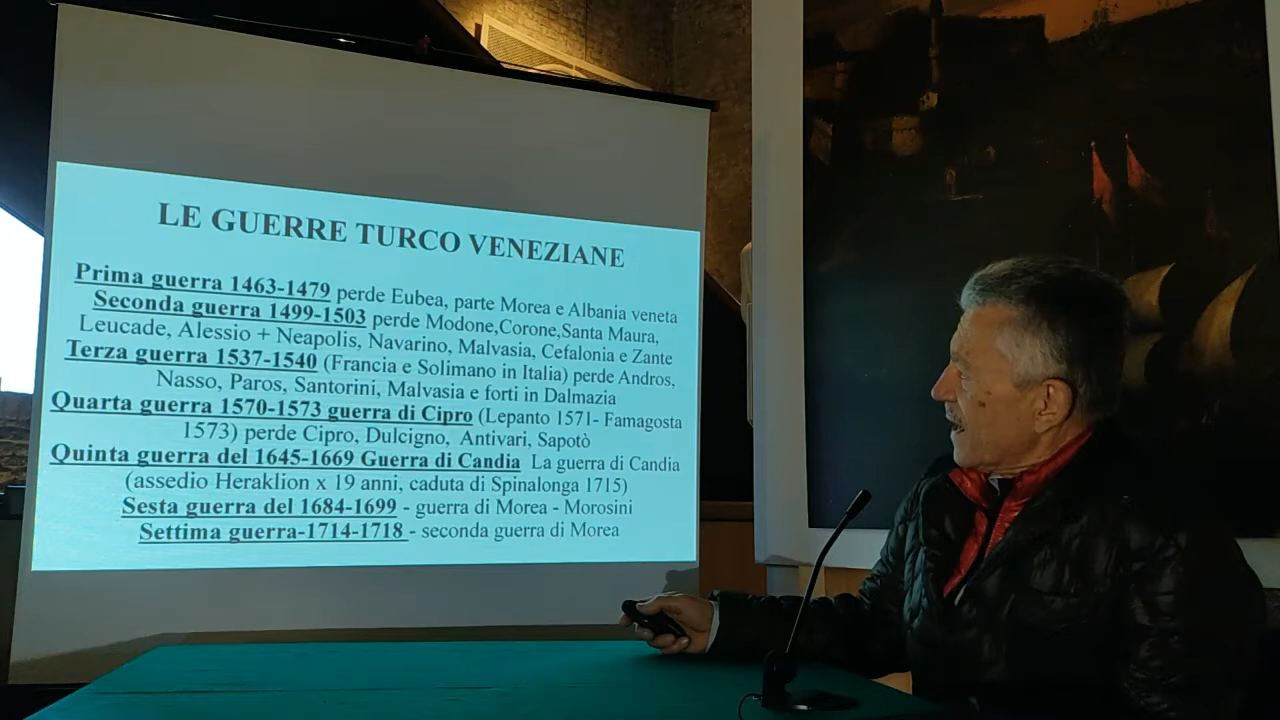 LE GUERRE TURCO VENEZIANE
Prima guerra 1463-1479 perde Eubea, parte Morea e Albania veneta
Seconda guerra 1499-1503 perde Modone,Corone,Santa Maura,
Leucade, Alessio + Neapolis, Navarino, Malvasia, Cefalonia e Zante
Terza guerra 1537-1540 (Francia e Solimano in Italia) perde Andros,
Nasso, Paros, Santorini, Malvasia e forti in Dalmazia
Quarta guerra 1570-1573 guerra di Cipro (Lepanto 1571- Famagosta
1573) perde Cipro, Dulcigno, Antivari, Sapotò
Quinta guerra del 1645-1669 Guerra di Candia La guerra di Candia
(assedio Heraklion x 19 anni, caduta di Spinalonga 1715)
Sesta guerra del 1684-1699 - guerra di Morea - Morosini
Settima guerra-1714-1718 - seconda guerra di Morea